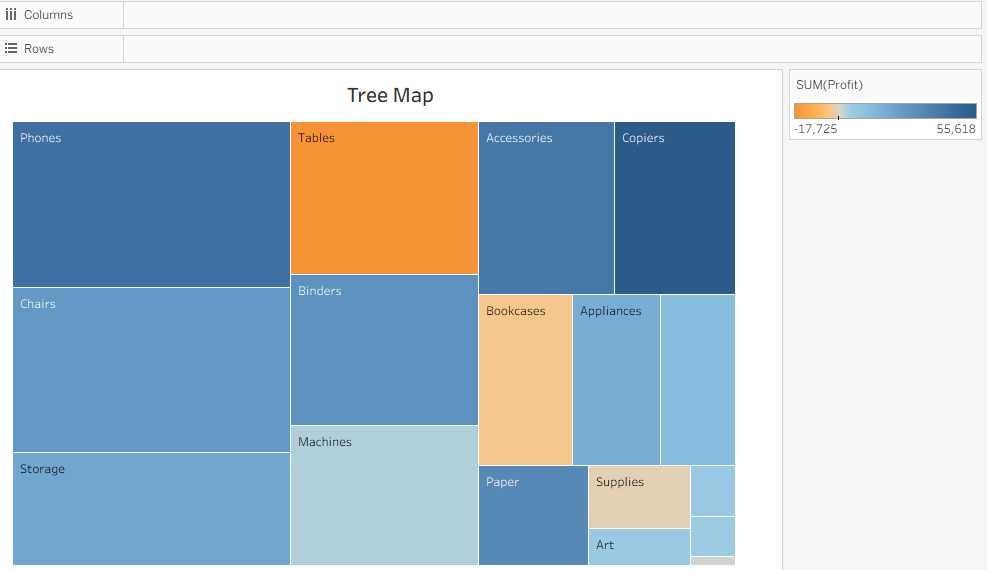 Columns
Rows
Tree Map
SUM(Profit)
-17,725 55,618
Phones
Tables
Accessories
Copiers
Binders
Chairs
Bookcases
Appliances
Machines
Storage
Paper
Supplies
Art